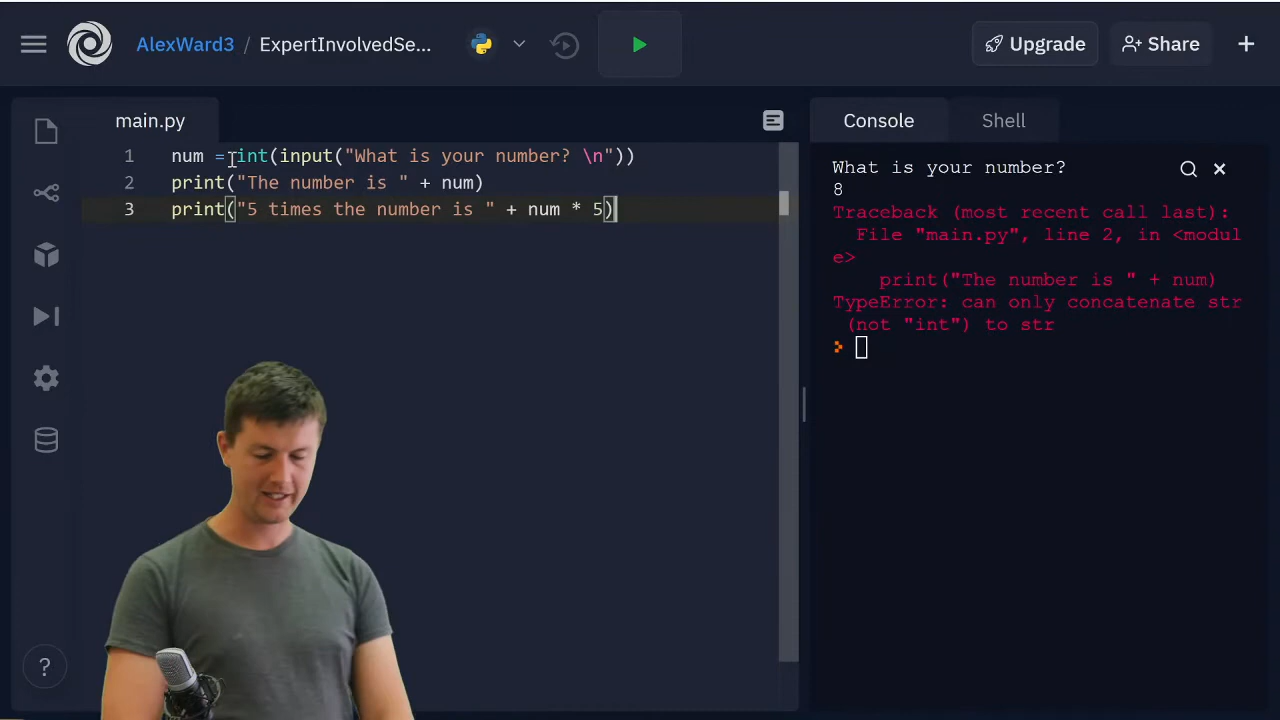 AlexWard3 / ExpertInvolvedSe... Upgrade Share +
main.py
Console Shell
1 num = int(input("What is your number? \n"))
2 print("The number is " + num)
3 print("5 times the number is " + num * 5)
What is your number?
8
Traceback (most recent call last):
File "main.py", line 2, in <modul
e>
print("The number is " + num)
TypeError: can only concatenate str
(not "int") to str
?